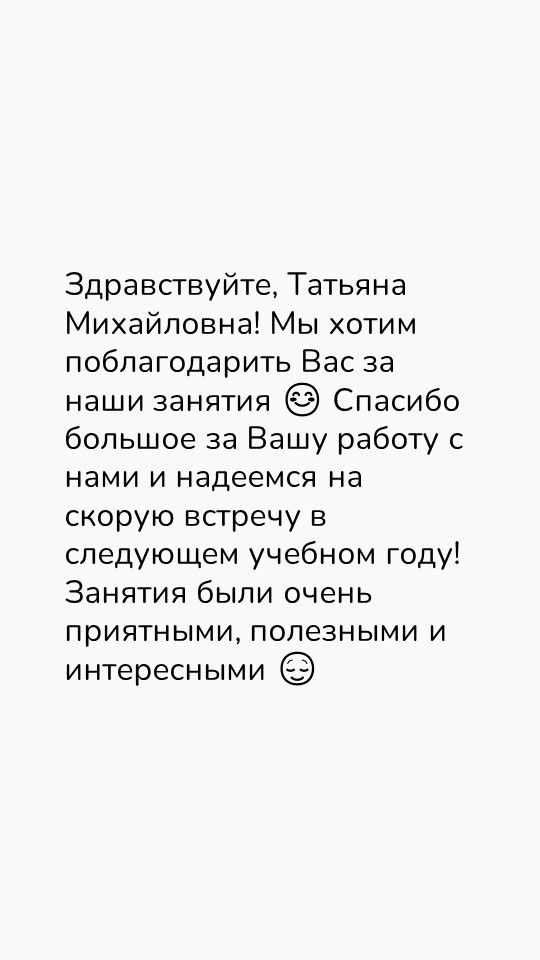 Здравствуйте, Татьяна
Михайловна! Мы хотим
поблагодарить Вас за
наши занятия 😊 Спасибо
большое за Вашу работу с
нами и надеемся на
скорую встречу в
следующем учебном году!
Занятия были очень
приятными, полезными и
интересными 😌